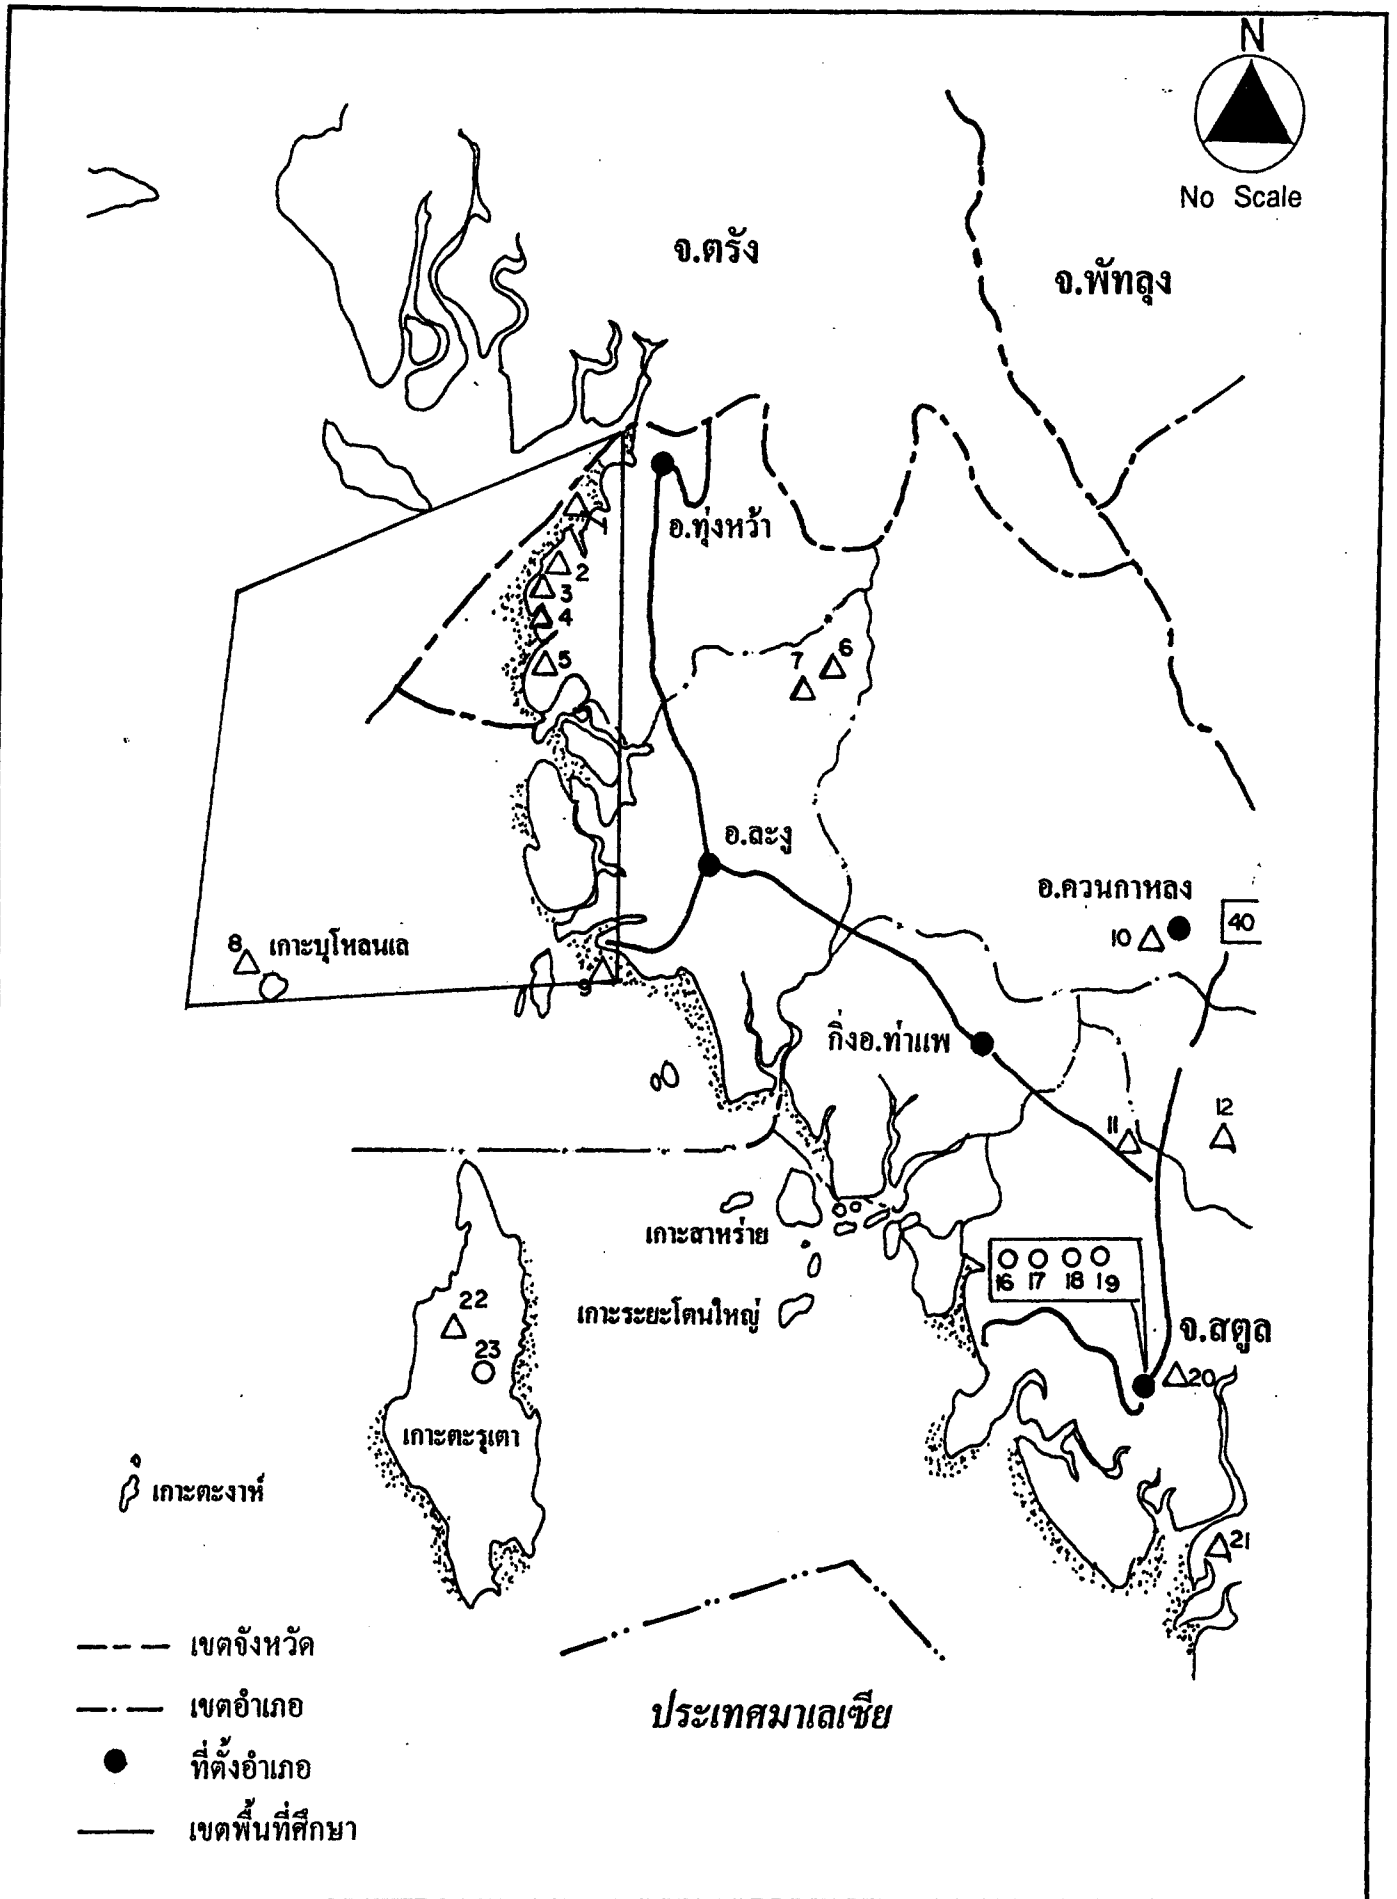 N
No Scale
จ.ตรัง
จ.พัทลุง
อ.ทุ่งหว้า
1
2
3
4
5
6
7
อ.ละงู
อ.ควนกาหลง
10
40
8
เกาะบุโหลนเล
9
กิ่งอ.ท่าแพ
11
12
เกาะสาหร่าย
เกาะระยะโตนใหญ่
16 17 18 19
จ.สตูล
20
22
23
เกาะตะรุเตา
เกาะตะงาห์
21
เขตจังหวัด
เขตอำเภอ
ที่ตั้งอำเภอ
เขตพื้นที่ศึกษา
ประเทศมาเลเซีย